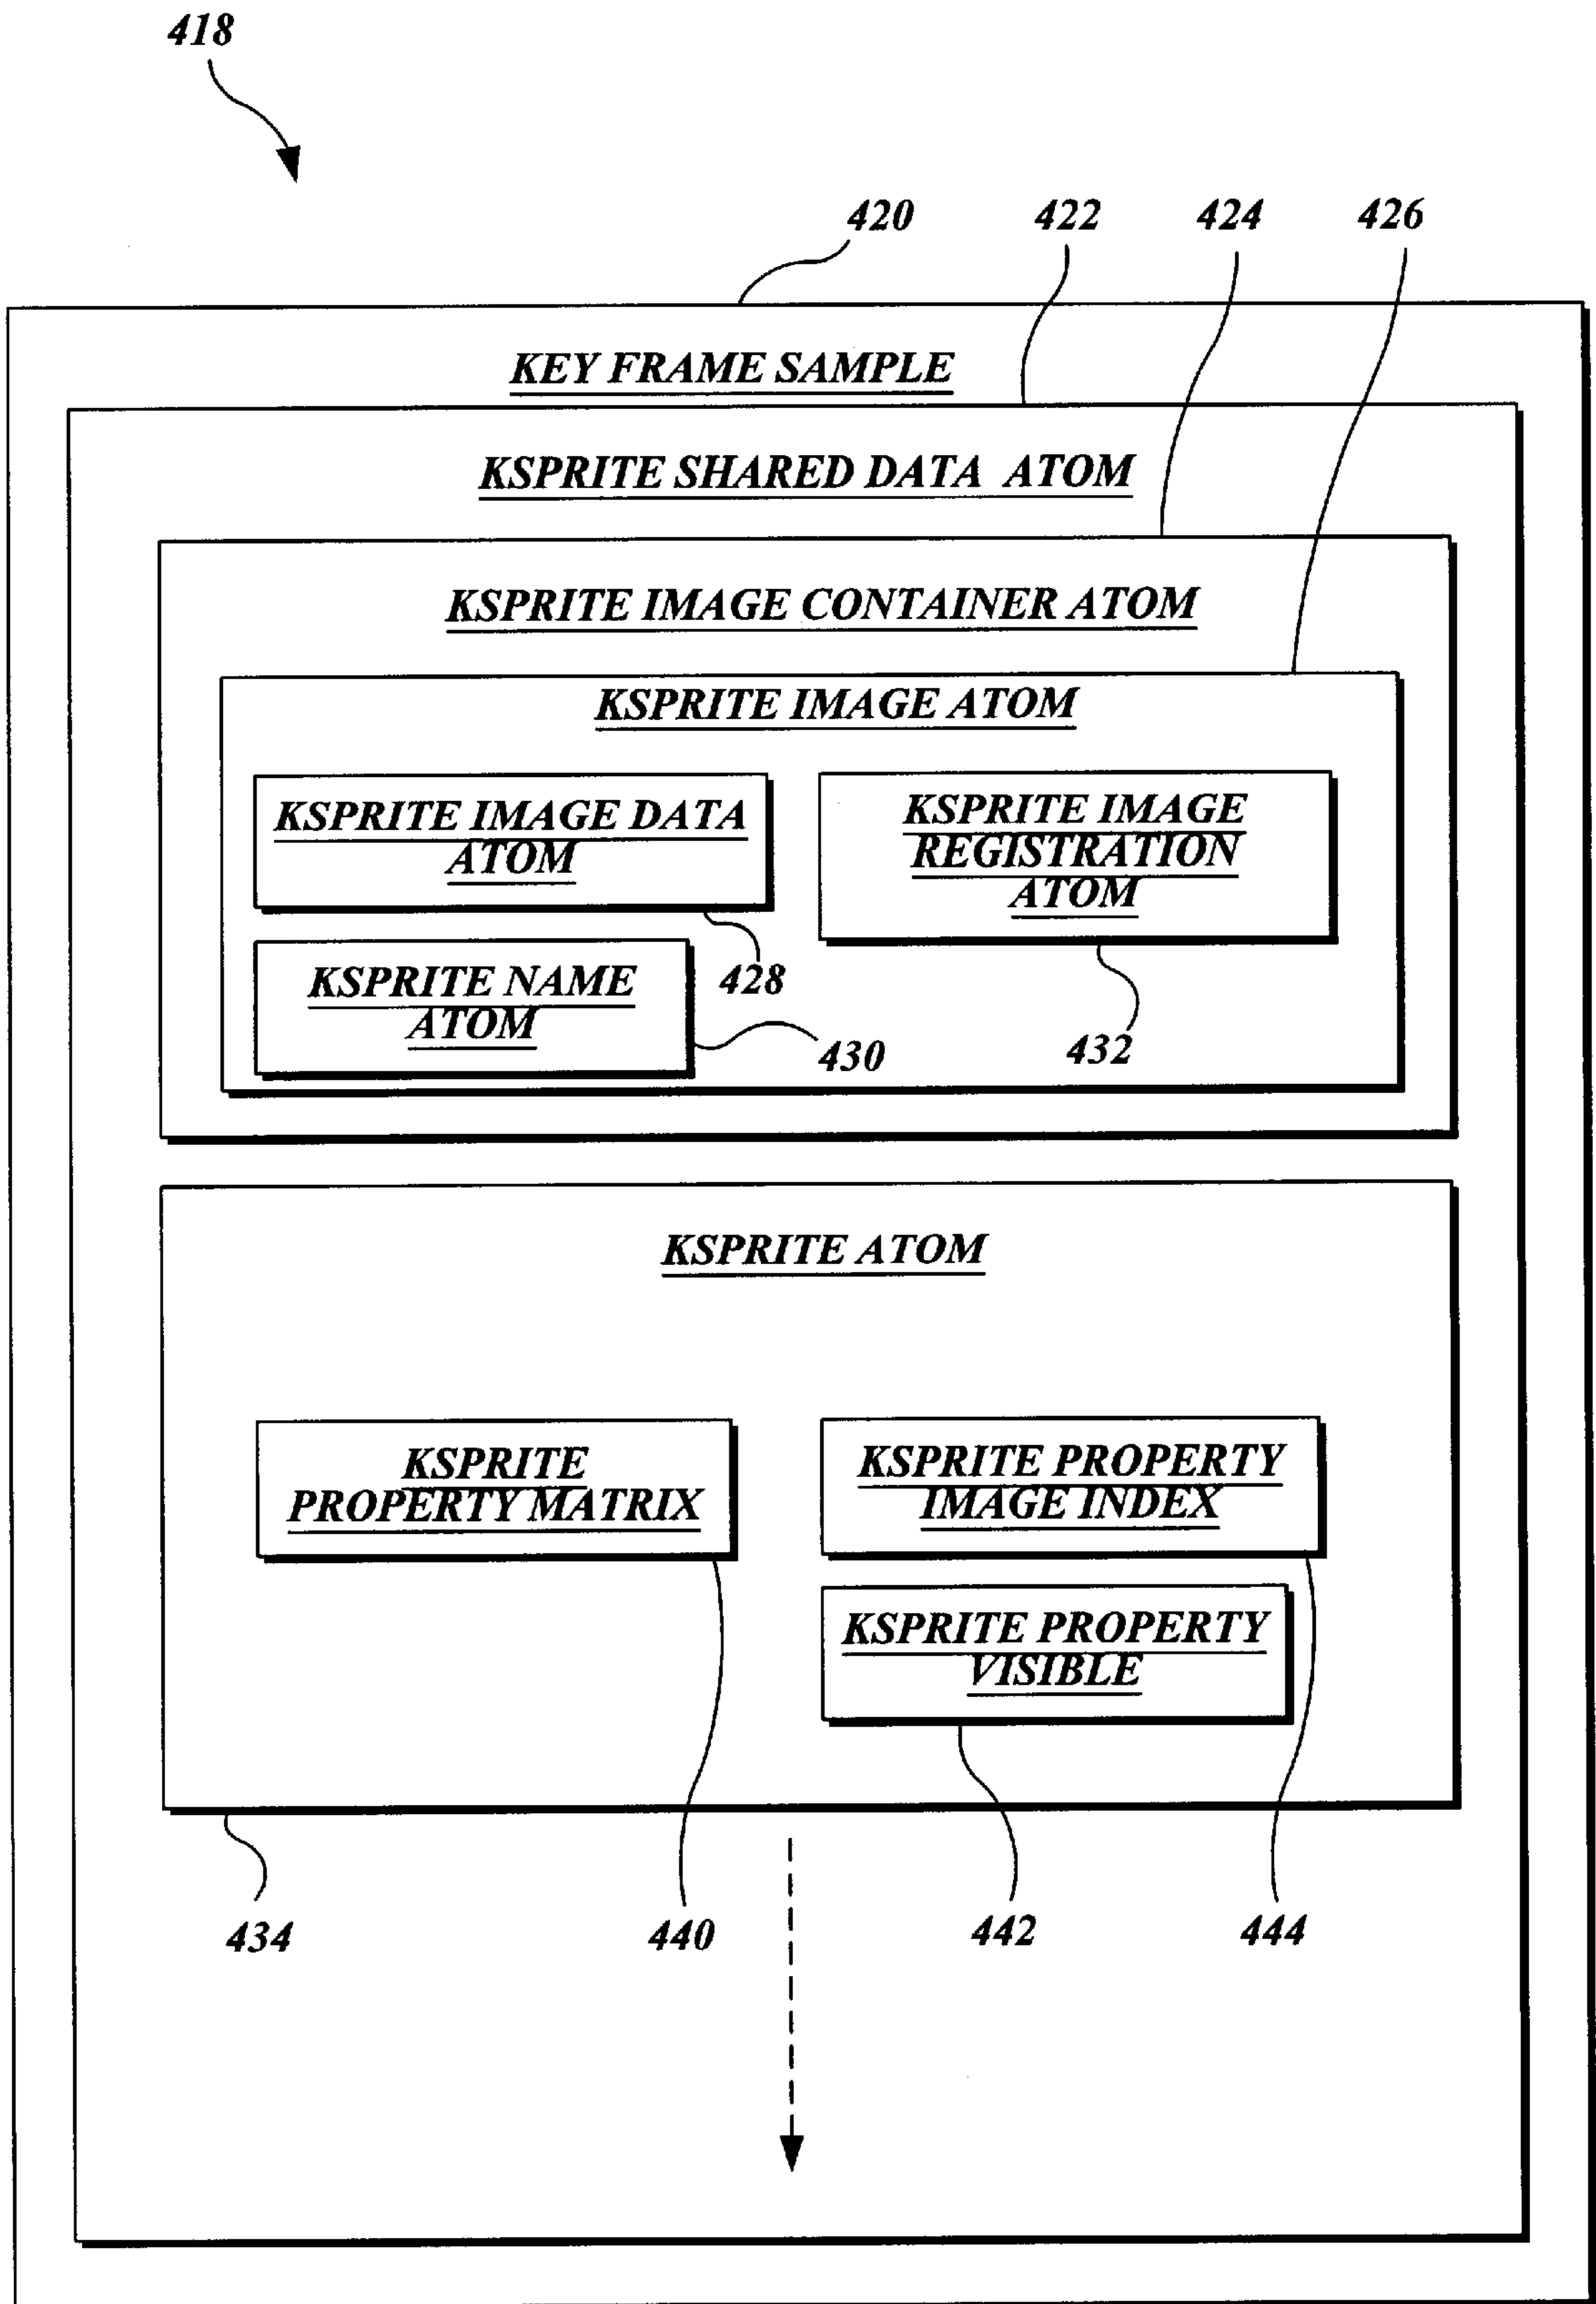 418
420 422 424 426
KEY FRAME SAMPLE
KSPRITE SHARED DATA ATOM
KSPRITE IMAGE CONTAINER ATOM
KSPRITE IMAGE ATOM
KSPRITE IMAGE DATA
ATOM
KSPRITE IMAGE
REGISTRATION
ATOM
428
KSPRITE NAME
ATOM
430
432
KSPRITE ATOM
KSPRITE
PROPERTY MATRIX
KSPRITE PROPERTY
IMAGE INDEX
KSPRITE PROPERTY
VISIBLE
434 440 442 444